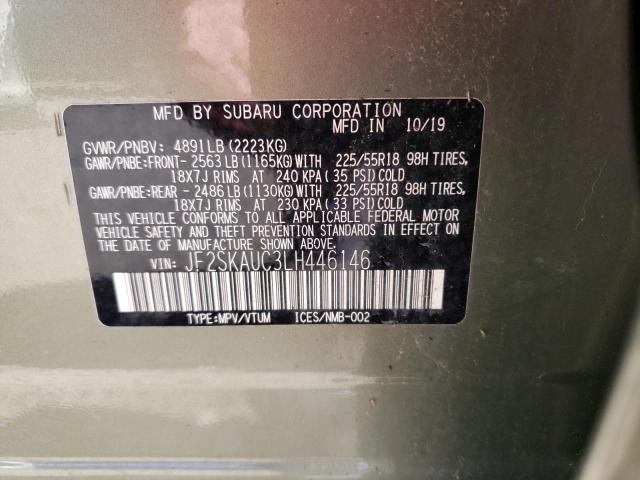 MFD BY SUBARU CORPORATION
MFD IN 10/19
GVWR/PNBV: 4891LB (2223KG)
GAWR/PNBE:FRONT- 2563LB (1165KG)WITH 225/55R18 98H TIRES,
18X7J RIMS AT 240 KPA ( 35 PSI)COLD
GAWR/PNBE:REAR - 2486LB (1130KG)WITH 225/55R18 98H TIRES,
18X7J RIMS AT 230 KPA ( 33 PSI)COLD
THIS VEHICLE CONFORMS TO ALL APPLICABLE FEDERAL MOTOR
VEHICLE SAFETY AND THEFT PREVENTION STANDARDS IN EFFECT ON
THE DATE OF MANUFACTURE SHOWN ABOVE.
VIN: JF2SKAUC3LH446146
TYPE:MPV/VTUM ICES/NMB-002